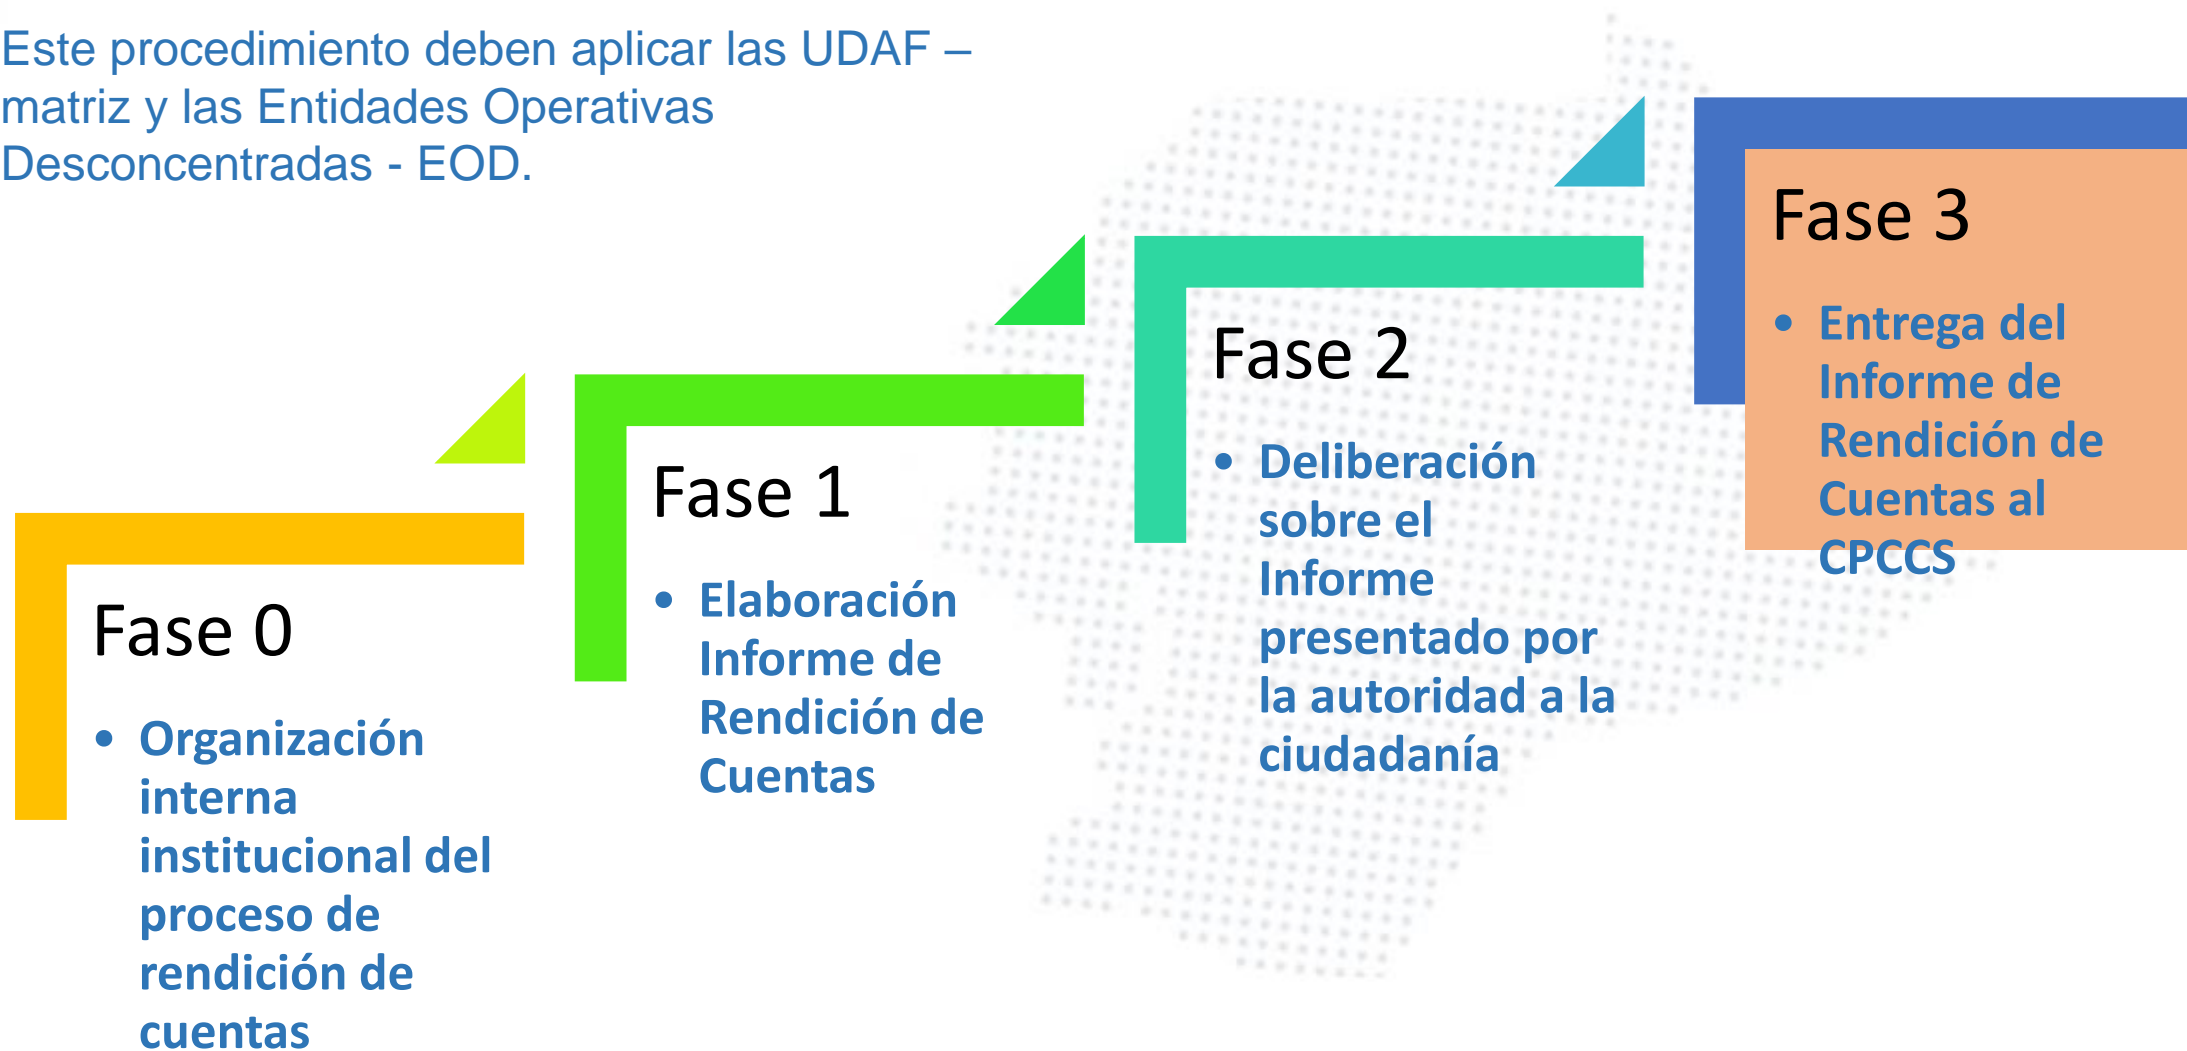 Este procedimiento deben aplicar las UDAF –
matriz y las Entidades Operativas
Desconcentradas - EOD.
Fase 0
• Organización
interna
institucional del
proceso de
rendición de
cuentas
Fase 1
• Elaboración
Informe de
Rendición de
Cuentas
Fase 2
• Deliberación
sobre el
Informe
presentado por
la autoridad a la
ciudadanía
Fase 3
• Entrega del
Informe de
Rendición de
Cuentas al
CPCCS